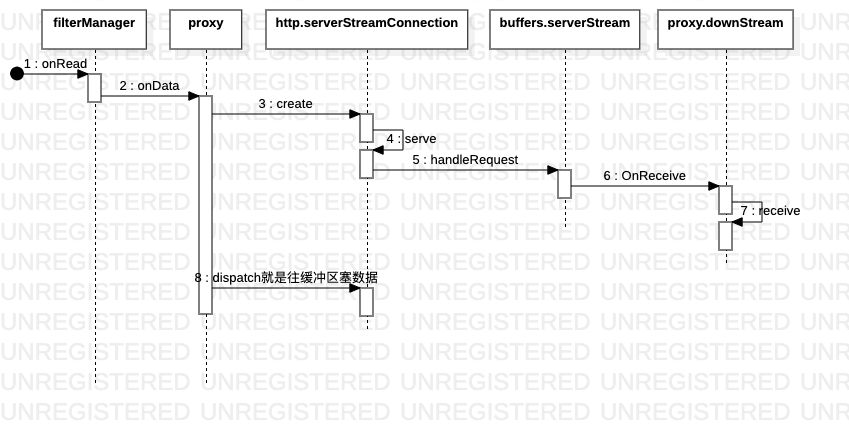 filterManager
proxy
http.serverStreamConnection
buffers.serverStream
proxy.downStream
1 : onRead
2 : onData
3 : create
4 : serve
5 : handleRequest
6 : OnReceive
7 : receive
8 : dispatch就是往缓冲区塞数据
UNREGISTERED UNREGISTERED UNREGISTERED UNREGISTERED